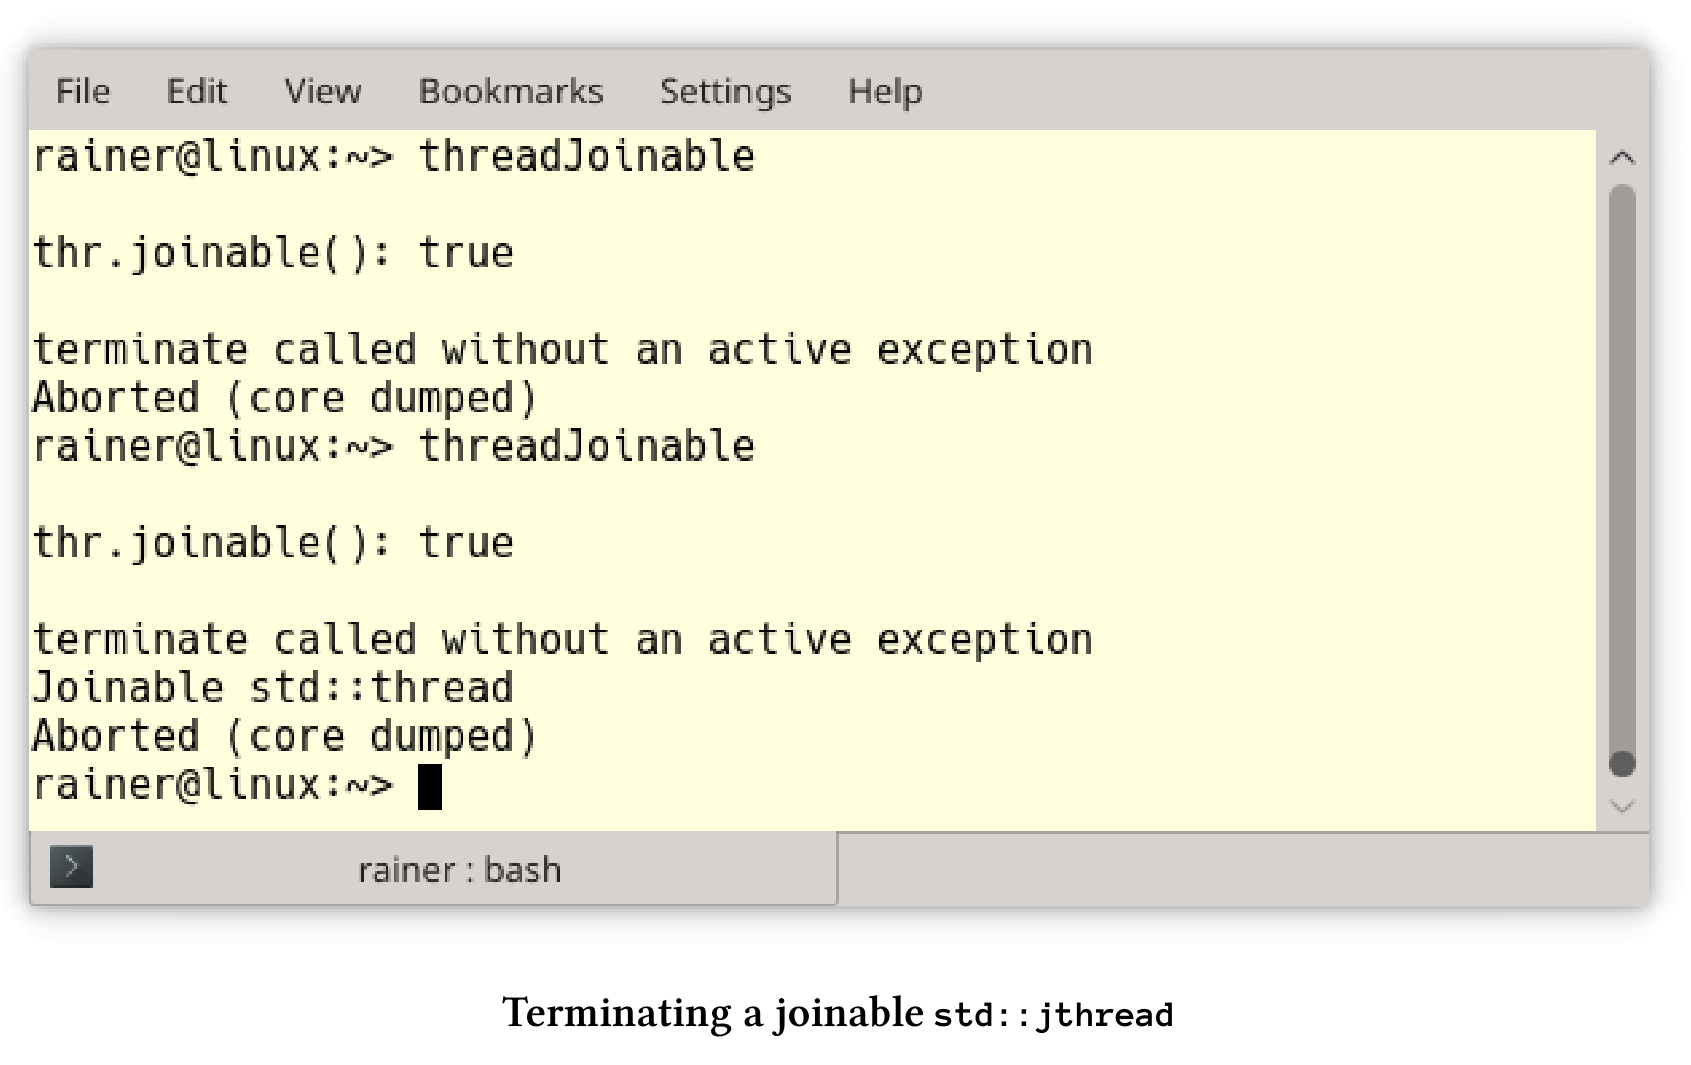 File Edit View Bookmarks Settings Help
rainer@linux:~> threadJoinable
thr.joinable(): true
terminate called without an active exception
Aborted (core dumped)
rainer@linux:~> threadJoinable
thr.joinable(): true
terminate called without an active exception
Joinable std::thread
Aborted (core dumped)
rainer@linux:~>
rainer : bash
Terminating a joinable std::jthread